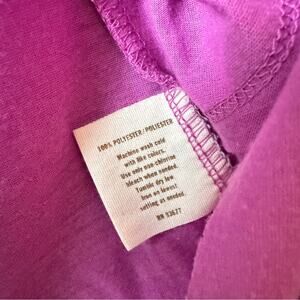 100% POLYESTER/POLIESTER
Machine wash cold
with like colors.
Use only non-chlorine
bleach when needed.
Tumble dry low
Iron on lowest
setting as needed.
RN 93677